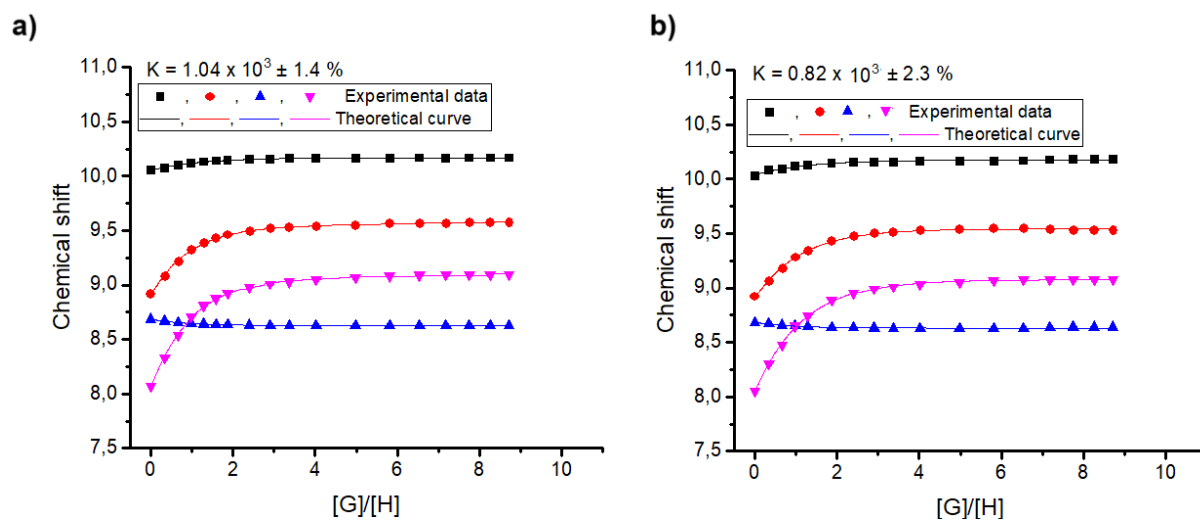 a)
K = 1.04 x 10³ ± 1.4 %
, , , Experimental data
, , , Theoretical curve
11,0
10,5
10,0
9,5
9,0
8,5
8,0
7,5
Chemical shift
0 2 4 6 8 10
[G]/[H]
b)
K = 0.82 x 10³ ± 2.3 %
, , , Experimental data
, , , Theoretical curve
11,0
10,5
10,0
9,5
9,0
8,5
8,0
7,5
Chemical shift
0 2 4 6 8 10
[G]/[H]